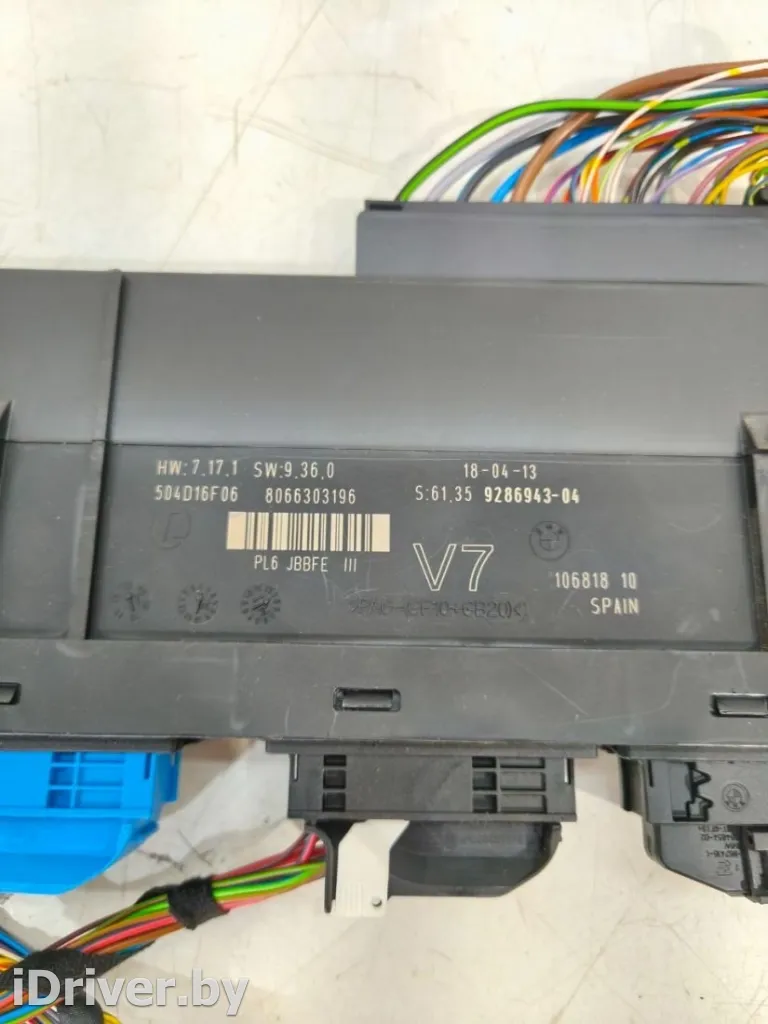 HW:7.17.1 SW:9.36.0 18-04-13
504D16F06 8066303196 S:61.35 9286943-04
PL6 JBBFE III
V7
106818 10
SPAIN
iDriver.by